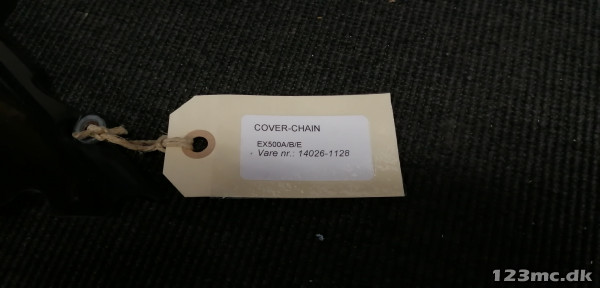 COVER-CHAIN
EX500A/B/E
- Vare nr.: 14026-1128
123mc.dk